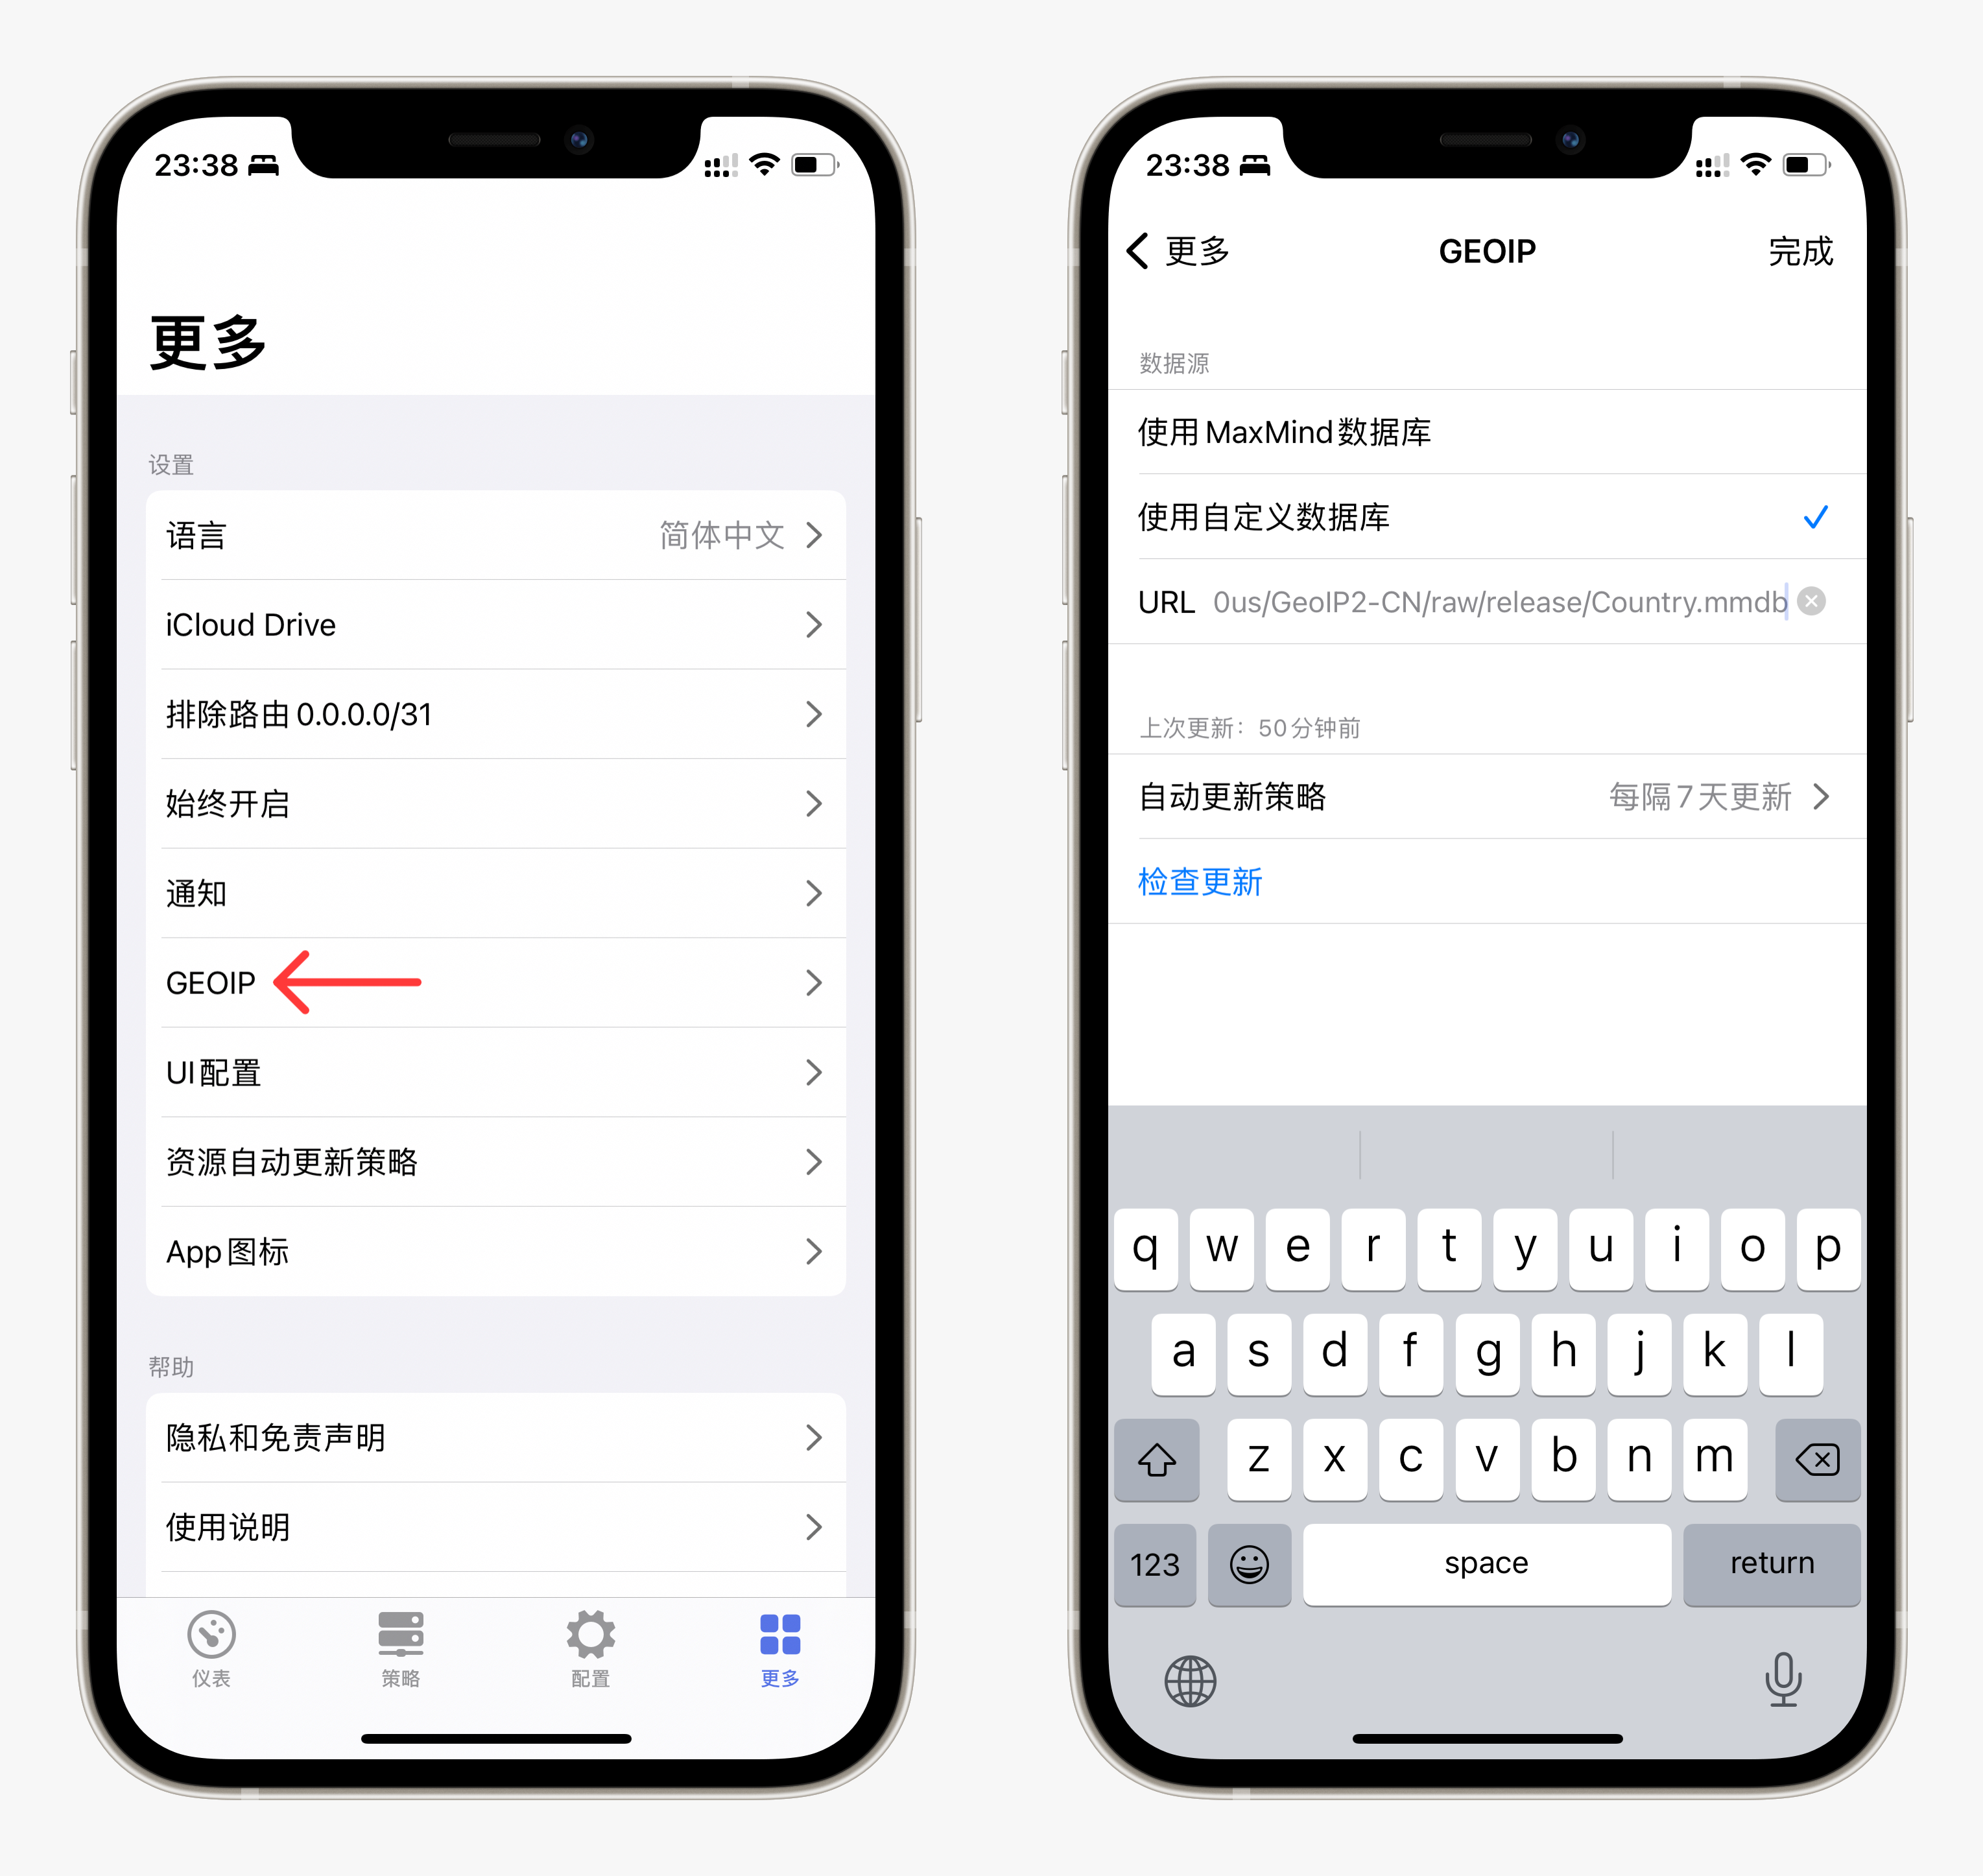 23:38
更多
设置
语言 简体中文
iCloud Drive
排除路由 0.0.0.0/31
始终开启
通知
GEOIP
UI 配置
资源自动更新策略
App 图标
帮助
隐私和免责声明
使用说明
仪表 策略 配置 更多
23:38
更多 GEOIP 完成
数据源
使用 MaxMind 数据库
使用自定义数据库
URL 0us/GeoIP2-CN/raw/release/Country.mmdb
上次更新：50 分钟前
自动更新策略 每隔 7 天更新
检查更新
q w e r t y u i o p
a s d f g h j k l
z x c v b n m
123 space return